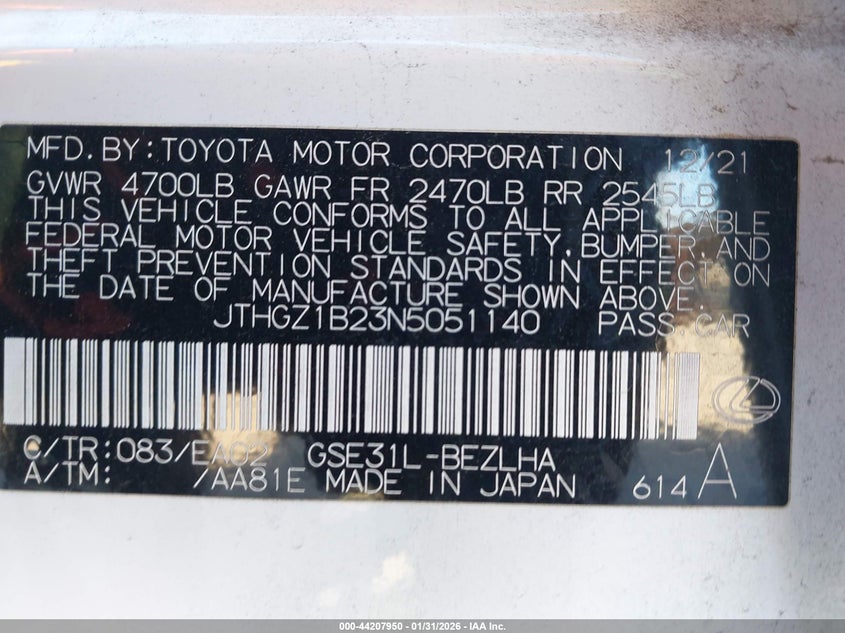 MFD.BY:TOYOTA MOTOR CORPORATION 12/21
GVWR 4700LB GAWR FR 2470LB RR 2545LB
THIS VEHICLE CONFORMS TO ALL APPLICABLE
FEDERAL MOTOR VEHICLE SAFETY,BUMPER,AND
THEFT PREVENTION STANDARDS IN EFFECT ON
THE DATE OF MANUFACTURE SHOWN ABOVE.
JTHGZ1B23N5051140 PASS CAR
C/TR:083/EA02 GSE31L-BEZLHA
A/TM: /AA81E MADE IN JAPAN 614 A
000-44207950 - 01/31/2026 - IAA Inc.